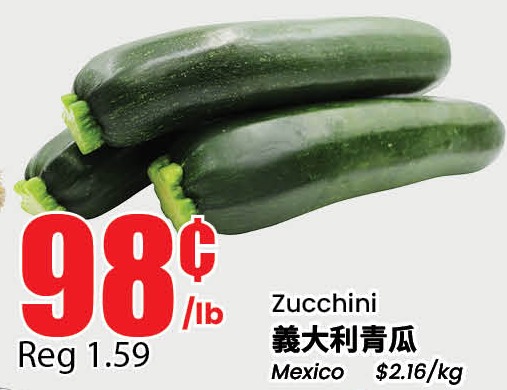 98¢/lb
Reg 1.59
Zucchini
義大利青瓜
Mexico $2.16/kg